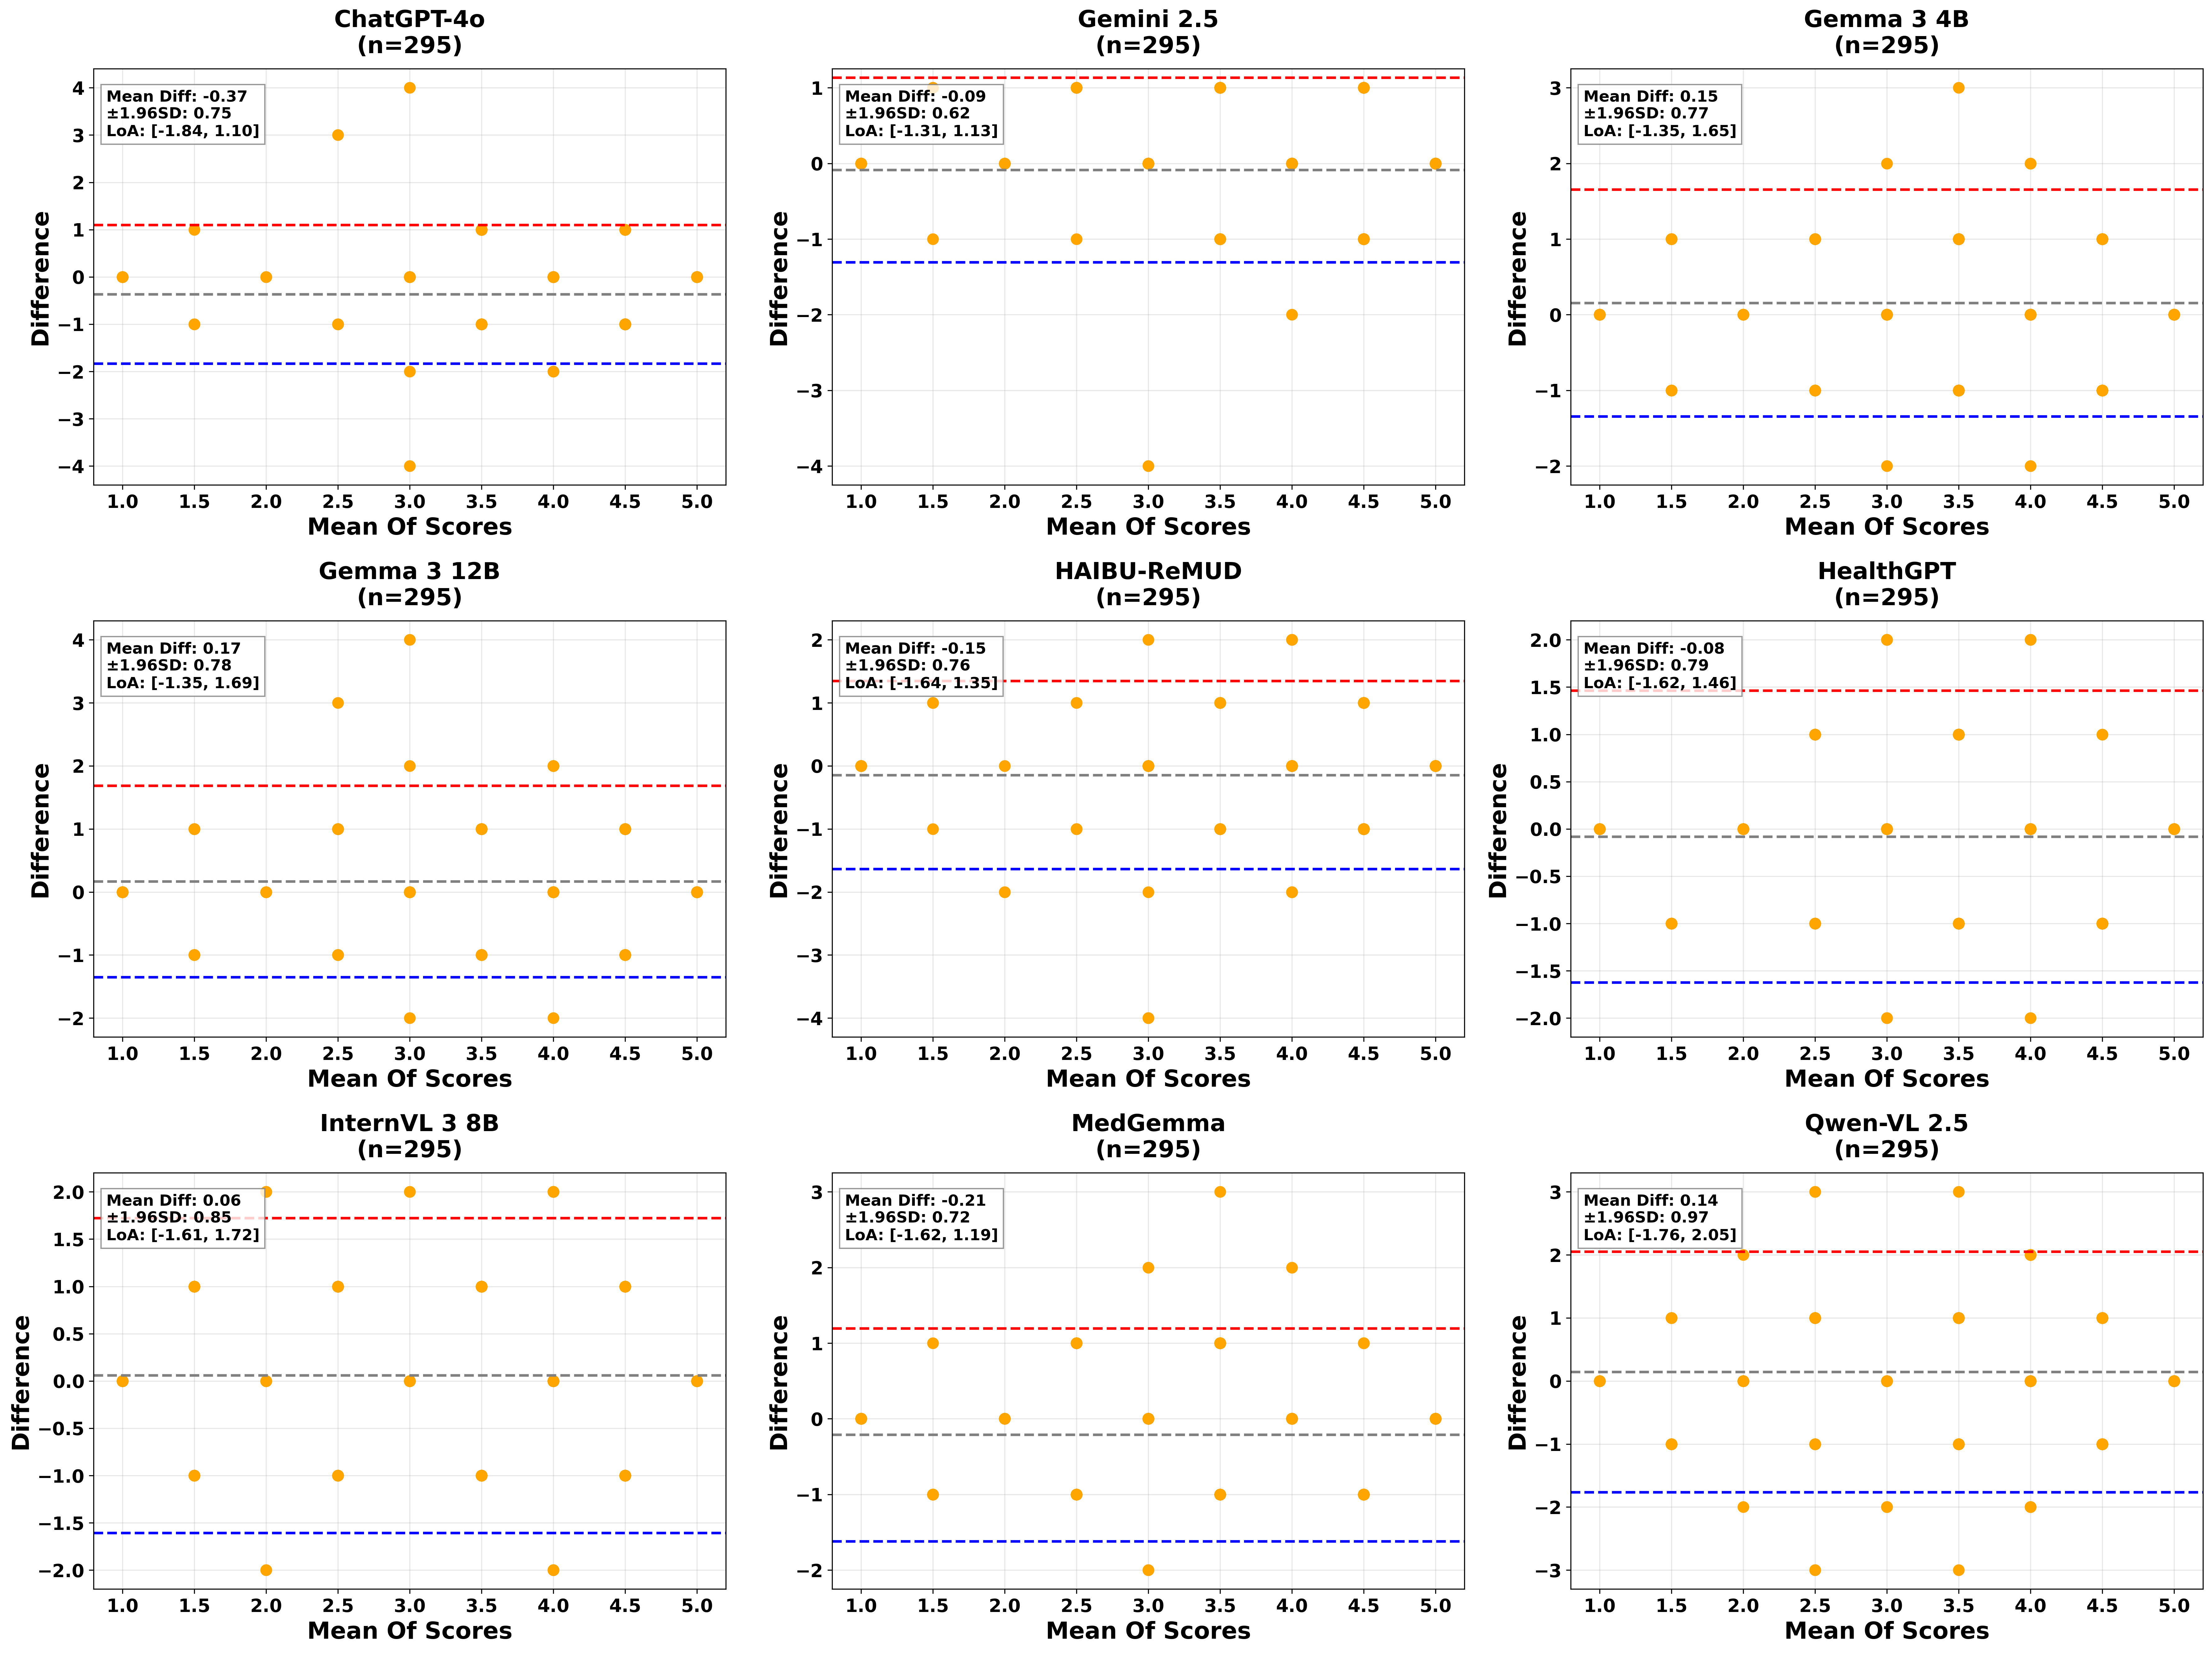 ChatGPT-4o
(n=295)
Mean Diff: -0.37
±1.96SD: 0.75
LoA: [-1.84, 1.10]
4
3
2
1
0
−1
−2
−3
−4
Difference
1.0 1.5 2.0 2.5 3.0 3.5 4.0 4.5 5.0
Mean Of Scores
Gemini 2.5
(n=295)
Mean Diff: -0.09
±1.96SD: 0.62
LoA: [-1.31, 1.13]
1
0
−1
−2
−3
−4
Difference
1.0 1.5 2.0 2.5 3.0 3.5 4.0 4.5 5.0
Mean Of Scores
Gemma 3 4B
(n=295)
Mean Diff: 0.15
±1.96SD: 0.77
LoA: [-1.35, 1.65]
3
2
1
0
−1
−2
Difference
1.0 1.5 2.0 2.5 3.0 3.5 4.0 4.5 5.0
Mean Of Scores
Gemma 3 12B
(n=295)
Mean Diff: 0.17
±1.96SD: 0.78
LoA: [-1.35, 1.69]
4
3
2
1
0
−1
−2
Difference
1.0 1.5 2.0 2.5 3.0 3.5 4.0 4.5 5.0
Mean Of Scores
HAIBU-ReMUD
(n=295)
Mean Diff: -0.15
±1.96SD: 0.76
LoA: [-1.64, 1.35]
2
1
0
−1
−2
−3
−4
Difference
1.0 1.5 2.0 2.5 3.0 3.5 4.0 4.5 5.0
Mean Of Scores
HealthGPT
(n=295)
Mean Diff: -0.08
±1.96SD: 0.79
LoA: [-1.62, 1.46]
2.0
1.5
1.0
0.5
0.0
−0.5
−1.0
−1.5
−2.0
Difference
1.0 1.5 2.0 2.5 3.0 3.5 4.0 4.5 5.0
Mean Of Scores
InternVL 3 8B
(n=295)
Mean Diff: 0.06
±1.96SD: 0.85
LoA: [-1.61, 1.72]
2.0
1.5
1.0
0.5
0.0
−0.5
−1.0
−1.5
−2.0
Difference
1.0 1.5 2.0 2.5 3.0 3.5 4.0 4.5 5.0
Mean Of Scores
MedGemma
(n=295)
Mean Diff: -0.21
±1.96SD: 0.72
LoA: [-1.62, 1.19]
3
2
1
0
−1
−2
Difference
1.0 1.5 2.0 2.5 3.0 3.5 4.0 4.5 5.0
Mean Of Scores
Qwen-VL 2.5
(n=295)
Mean Diff: 0.14
±1.96SD: 0.97
LoA: [-1.76, 2.05]
3
2
1
0
−1
−2
−3
Difference
1.0 1.5 2.0 2.5 3.0 3.5 4.0 4.5 5.0
Mean Of Scores